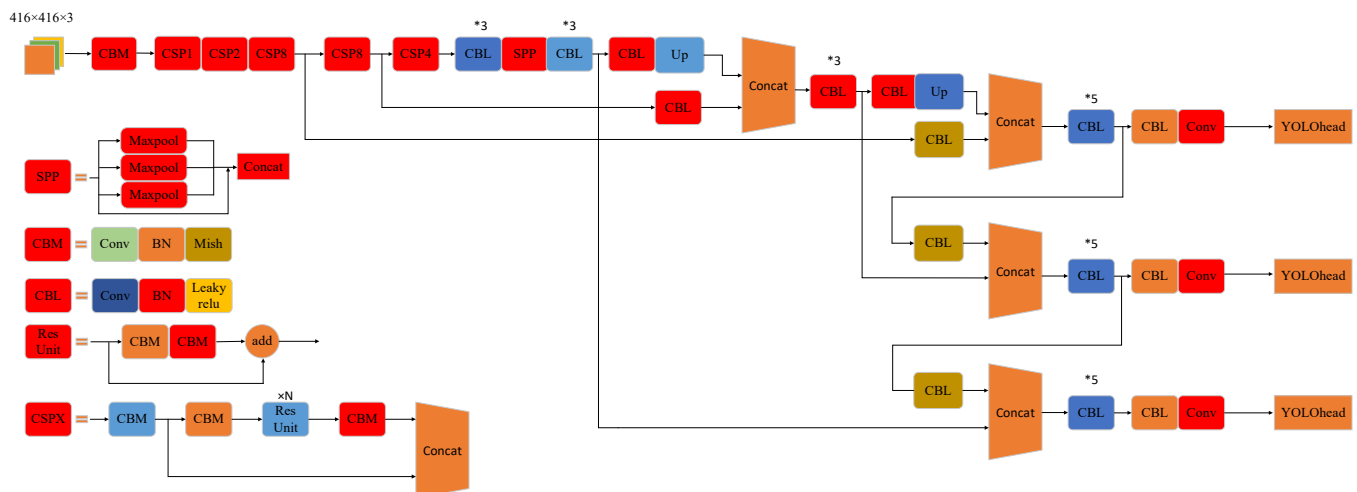 416×416×3
CBM
CSP1
CSP2
CSP8
CSP8
CSP4
*3
CBL
SPP
*3
CBL
CBL
Up
CBL
Concat
*3
CBL
CBL
Up
CBL
Concat
*5
CBL
CBL
Conv
YOLOhead
SPP
=
Maxpool
Maxpool
Maxpool
Concat
CBM
=
Conv
BN
Mish
CBL
=
Conv
BN
Leaky
relu
Res
Unit
=
CBM
CBM
add
CSPX
=
CBM
CBM
×N
Res
Unit
CBM
Concat
CBL
Concat
*5
CBL
CBL
Conv
YOLOhead
CBL
Concat
*5
CBL
CBL
Conv
YOLOhead